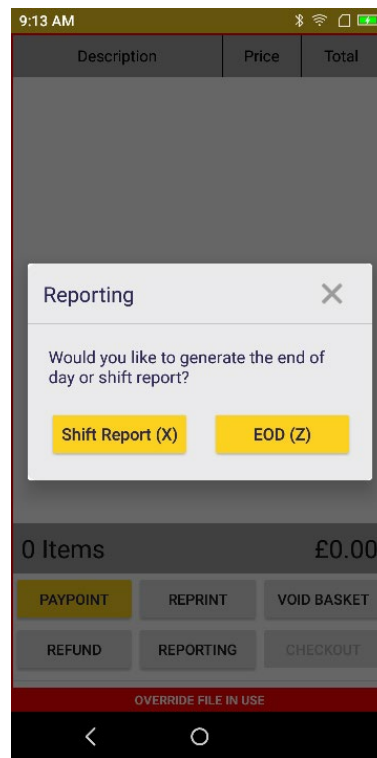 9:13 AM
Description Price Total
Reporting
Would you like to generate the end of
day or shift report?
Shift Report (X) EOD (Z)
0 Items £0.00
PAYPOINT REPRINT VOID BASKET
REFUND REPORTING CHECKOUT
OVERRIDE FILE IN USE